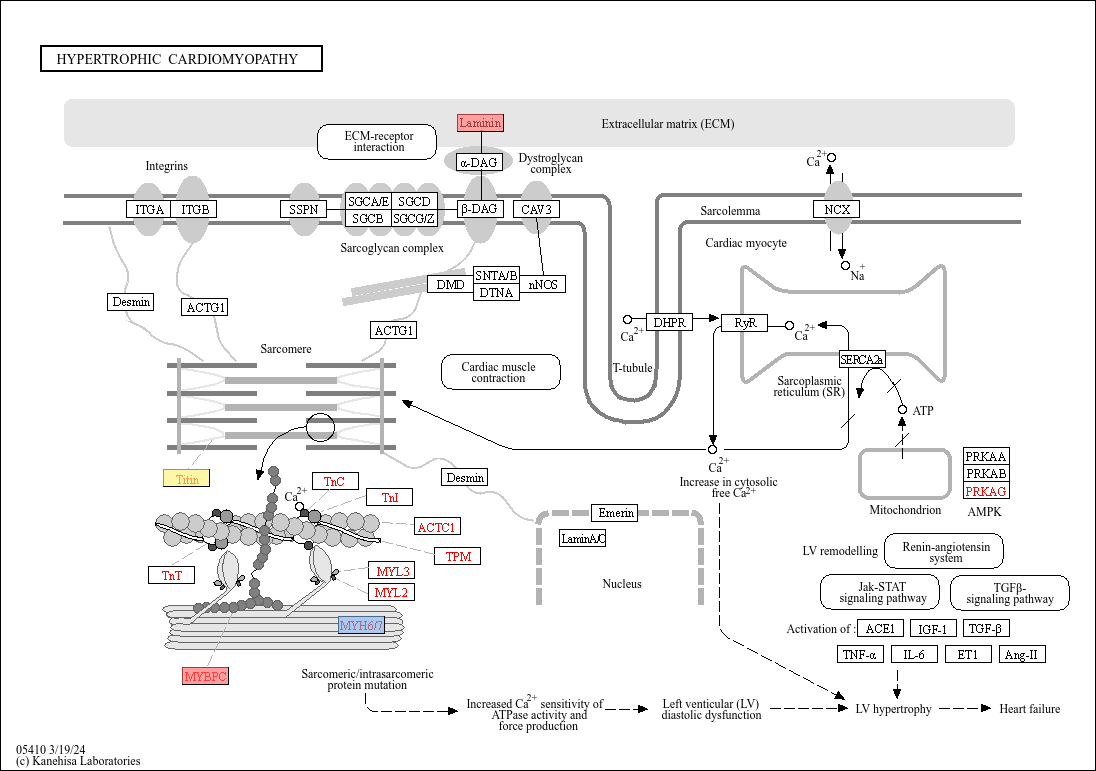 HYPERTROPHIC CARDIOMYOPATHY
Laminin
Extracellular matrix (ECM)
ECM-receptor
interaction
α-DAG
Dystroglycan
complex
Integrins
Ca2+
ITGA
ITGB
SSPN
SGCA/E
SGCD
SGCB
SGCG/Z
β-DAG
CAV3
Sarcolemma
NCX
Sarcoglycan complex
Cardiac myocyte
Na+
DMD
SNTA/B
DTNA
nNOS
Desmin
ACTG1
ACTG1
Ca2+
DHPR
RyR
Ca2+
Sarcomere
SERCA2a
Cardiac muscle
contraction
T-tubule
Sarcoplasmic
reticulum (SR)
ATP
Titin
Desmin
Ca2+
Increase in cytosolic
free Ca2+
PRKAA
PRKAB
PRKAG
AMPK
Mitochondrion
TnC
Ca2+
TnI
ACTC1
TPM
TnT
MYL3
MYL2
MYH6/7
MYBPC
Emerin
LaminA/C
Nucleus
LV remodelling
Renin-angiotensin
system
Jak-STAT
signaling pathway
TGFβ-
signaling pathway
Activation of :
ACE1
IGF-1
TGF-β
TNF-α
IL-6
ET1
Ang-II
Sarcomeric/intrasarcomeric
protein mutation
Increased Ca2+ sensitivity of
ATPase activity and
force production
Left venticular (LV)
diastolic dysfunction
LV hypertrophy
Heart failure
05410 3/19/24
(c) Kanehisa Laboratories